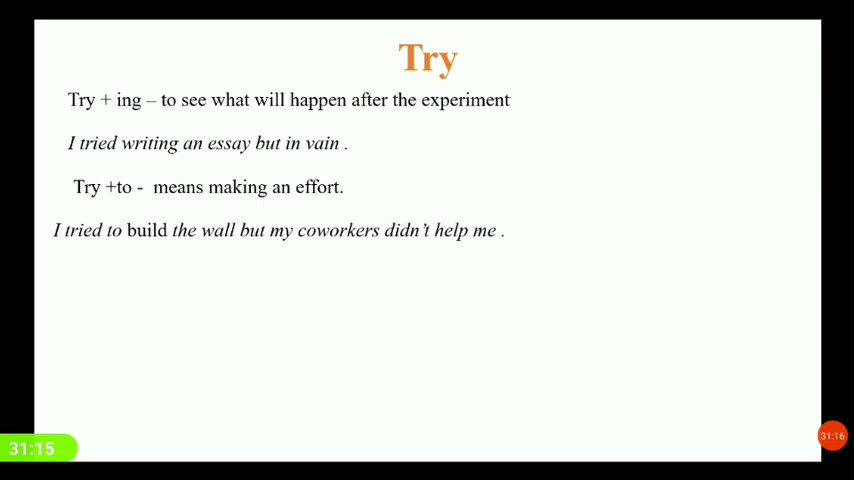 Try
Try + ing – to see what will happen after the experiment
I tried writing an essay but in vain .
Try +to - means making an effort.
I tried to build the wall but my coworkers didn't help me .
31:15
31:16